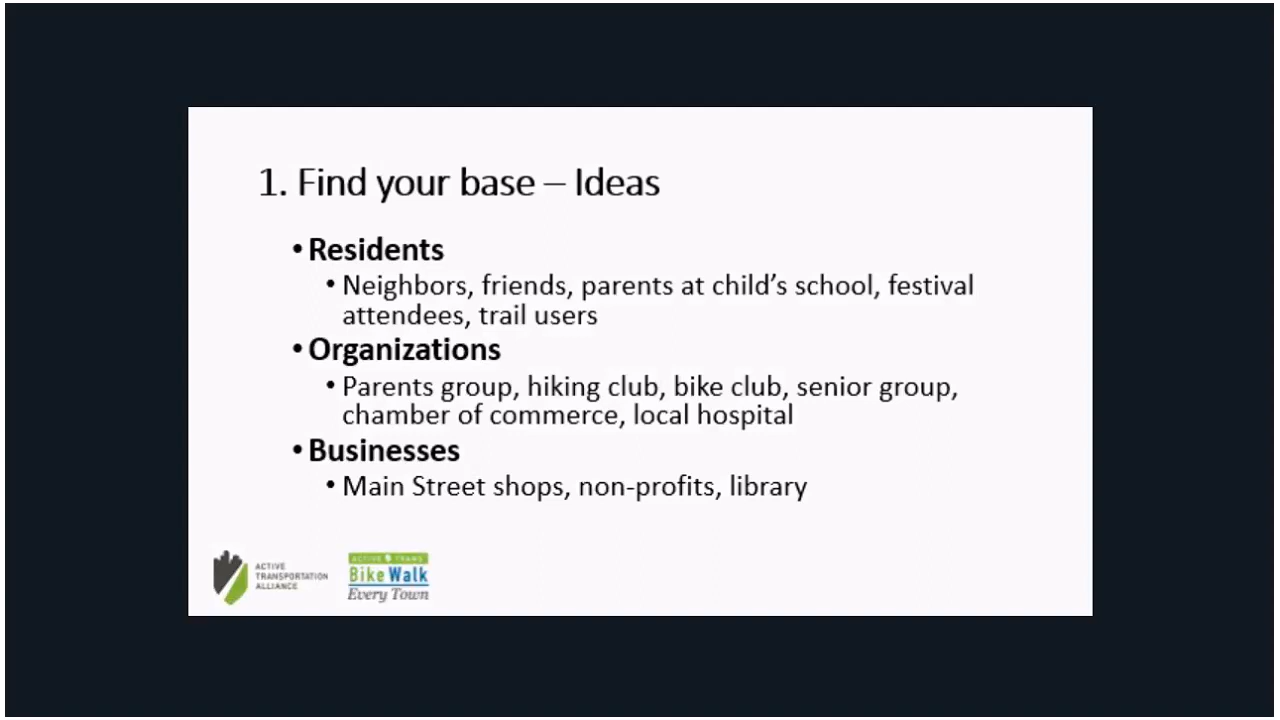 1. Find your base – Ideas
• Residents
• Neighbors, friends, parents at child's school, festival
attendees, trail users
• Organizations
• Parents group, hiking club, bike club, senior group,
chamber of commerce, local hospital
• Businesses
• Main Street shops, non-profits, library
ACTIVE
TRANSPORTATION
ALLIANCE
ACTIVE TRANS
Bike Walk
Every Town